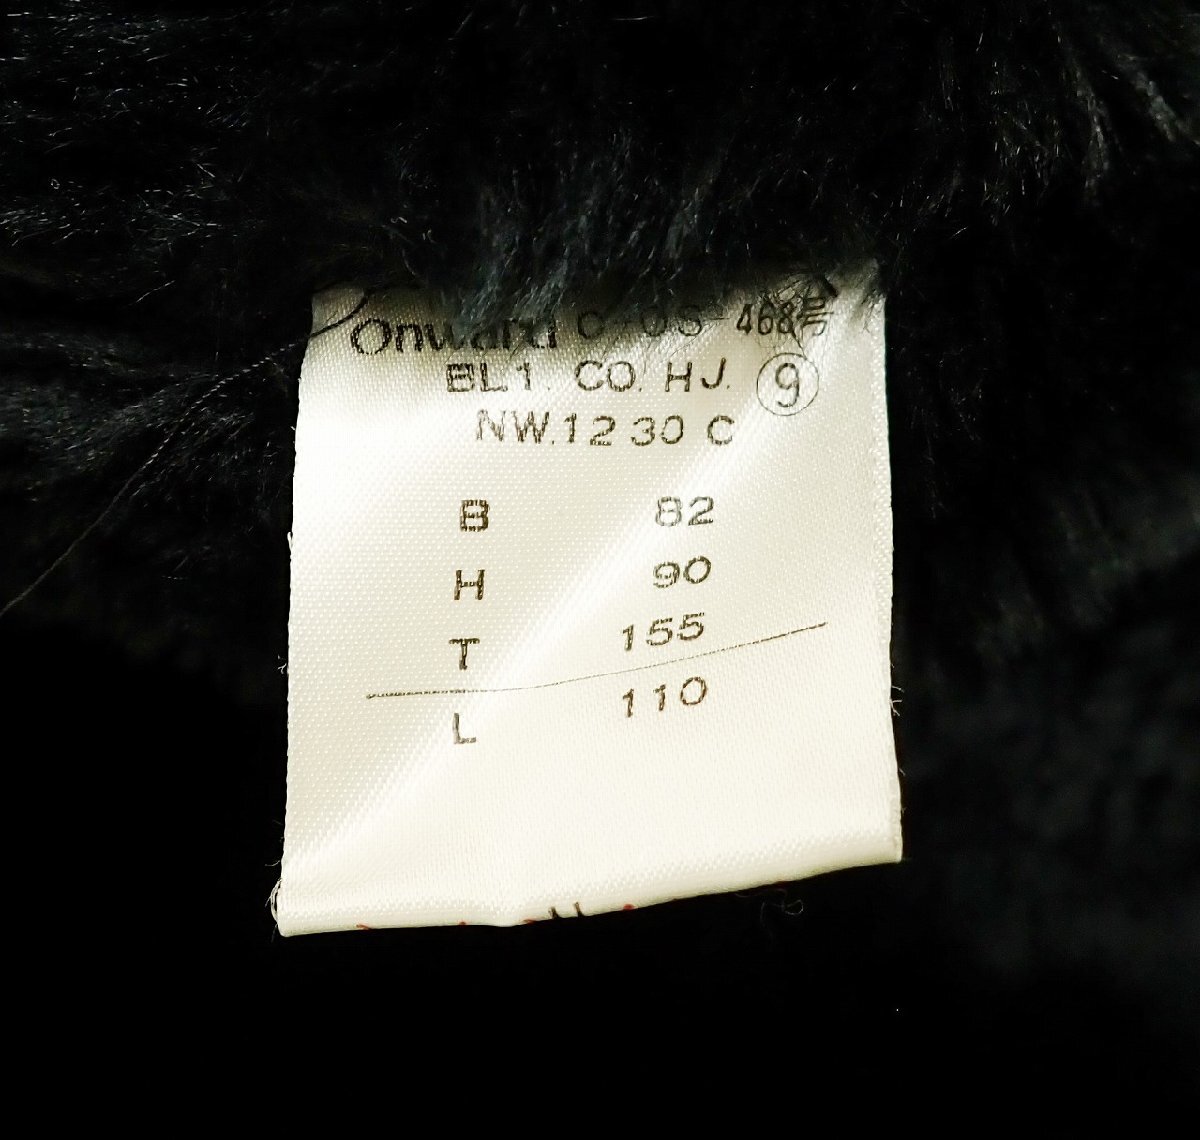 Onward C OS 468号
BL1. CO. HJ. ⑨
NW.12 30 C
B 82
H 90
T 155
L 110